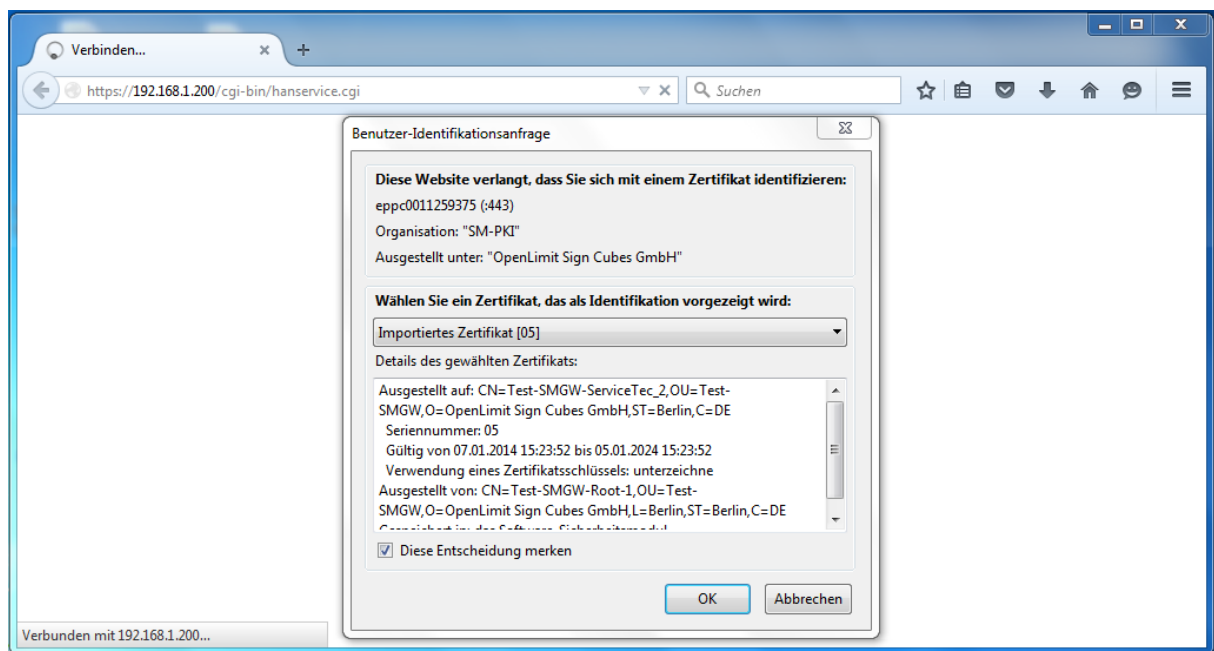 Verbinden...
https://192.168.1.200/cgi-bin/hanservice.cgi
Suchen
Benutzer-Identifikationsanfrage
Diese Website verlangt, dass Sie sich mit einem Zertifikat identifizieren:
eppc0011259375 (:443)
Organisation: "SM-PKI"
Ausgestellt unter: "OpenLimit Sign Cubes GmbH"
Wählen Sie ein Zertifikat, das als Identifikation vorgezeigt wird:
Importiertes Zertifikat [05]
Details des gewählten Zertifikats:
Ausgestellt auf: CN=Test-SMGW-ServiceTec_2,OU=Test-
SMGW,O=OpenLimit Sign Cubes GmbH,ST=Berlin,C=DE
Seriennummer: 05
Gültig von 07.01.2014 15:23:52 bis 05.01.2024 15:23:52
Verwendung eines Zertifikatsschlüssels: unterzeichne
Ausgestellt von: CN=Test-SMGW-Root-1,OU=Test-
SMGW,O=OpenLimit Sign Cubes GmbH,L=Berlin,ST=Berlin,C=DE
Diese Entscheidung merken
OK Abbrechen
Verbunden mit 192.168.1.200...